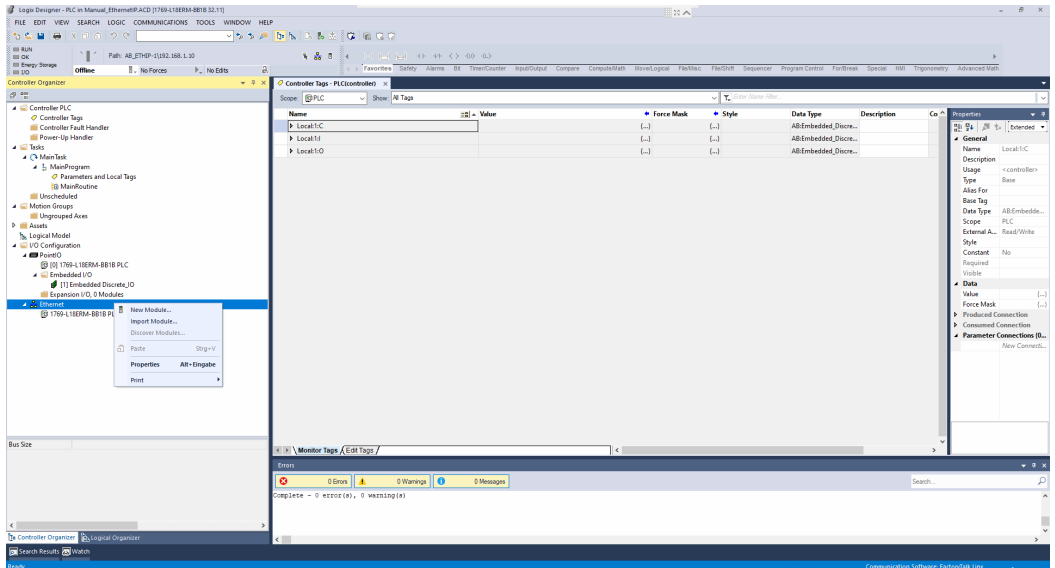 Logix Designer - PLC in Manual_EthernetIP.ACD [1769-L18ERM-BB1B 32.11]
FILE EDIT VIEW SEARCH LOGIC COMMUNICATIONS TOOLS WINDOW HELP
RUN
OK
Energy Storage
I/O
Path: AB_ETHIP-1\192.168.1.10
Offline
No Forces
No Edits
Favorites Safety Alarms Bit Timer/Counter Input/Output Compare Compute/Math Move/Logical File/Misc. File/Shift Sequencer Program Control For/Break Special HMI Trigonometry Advanced Math
Controller Organizer
Controller PLC
Controller Tags
Controller Fault Handler
Power-Up Handler
Tasks
MainTask
MainProgram
Parameters and Local Tags
MainRoutine
Unscheduled
Motion Groups
Ungrouped Axes
Assets
Logical Model
I/O Configuration
PointIO
[0] 1769-L18ERM-BB1B PLC
Embedded I/O
[1] Embedded Discrete_IO
Expansion I/O, 0 Modules
Ethernet
1769-L18ERM-BB1B PL
New Module...
Import Module...
Discover Modules...
Paste Strg+V
Properties Alt+Eingabe
Print
Bus Size
Controller Organizer Logical Organizer
Controller Tags - PLC(controller) x
Scope: PLC Show: All Tags Enter Name Filter...
Name Value Force Mask Style Data Type Description Co
Local:1:C {...} {...} AB:Embedded_Discre...
Local:1:I {...} {...} AB:Embedded_Discre...
Local:1:O {...} {...} AB:Embedded_Discre...
Monitor Tags Edit Tags
Properties
Extended
General
Name Local:1:C
Description
Usage <controller>
Type Base
Alias For
Base Tag
Data Type AB:Embedde...
Scope PLC
External A... Read/Write
Style
Constant No
Required
Visible
Data
Value {...}
Force Mask {...}
Produced Connection
Consumed Connection
Parameter Connections {0...
New Connecti...
Errors
0 Errors 0 Warnings 0 Messages Search...
Complete - 0 error(s), 0 warning(s)
Search Results Watch
Ready Communication Software: FactoryTalk Linx